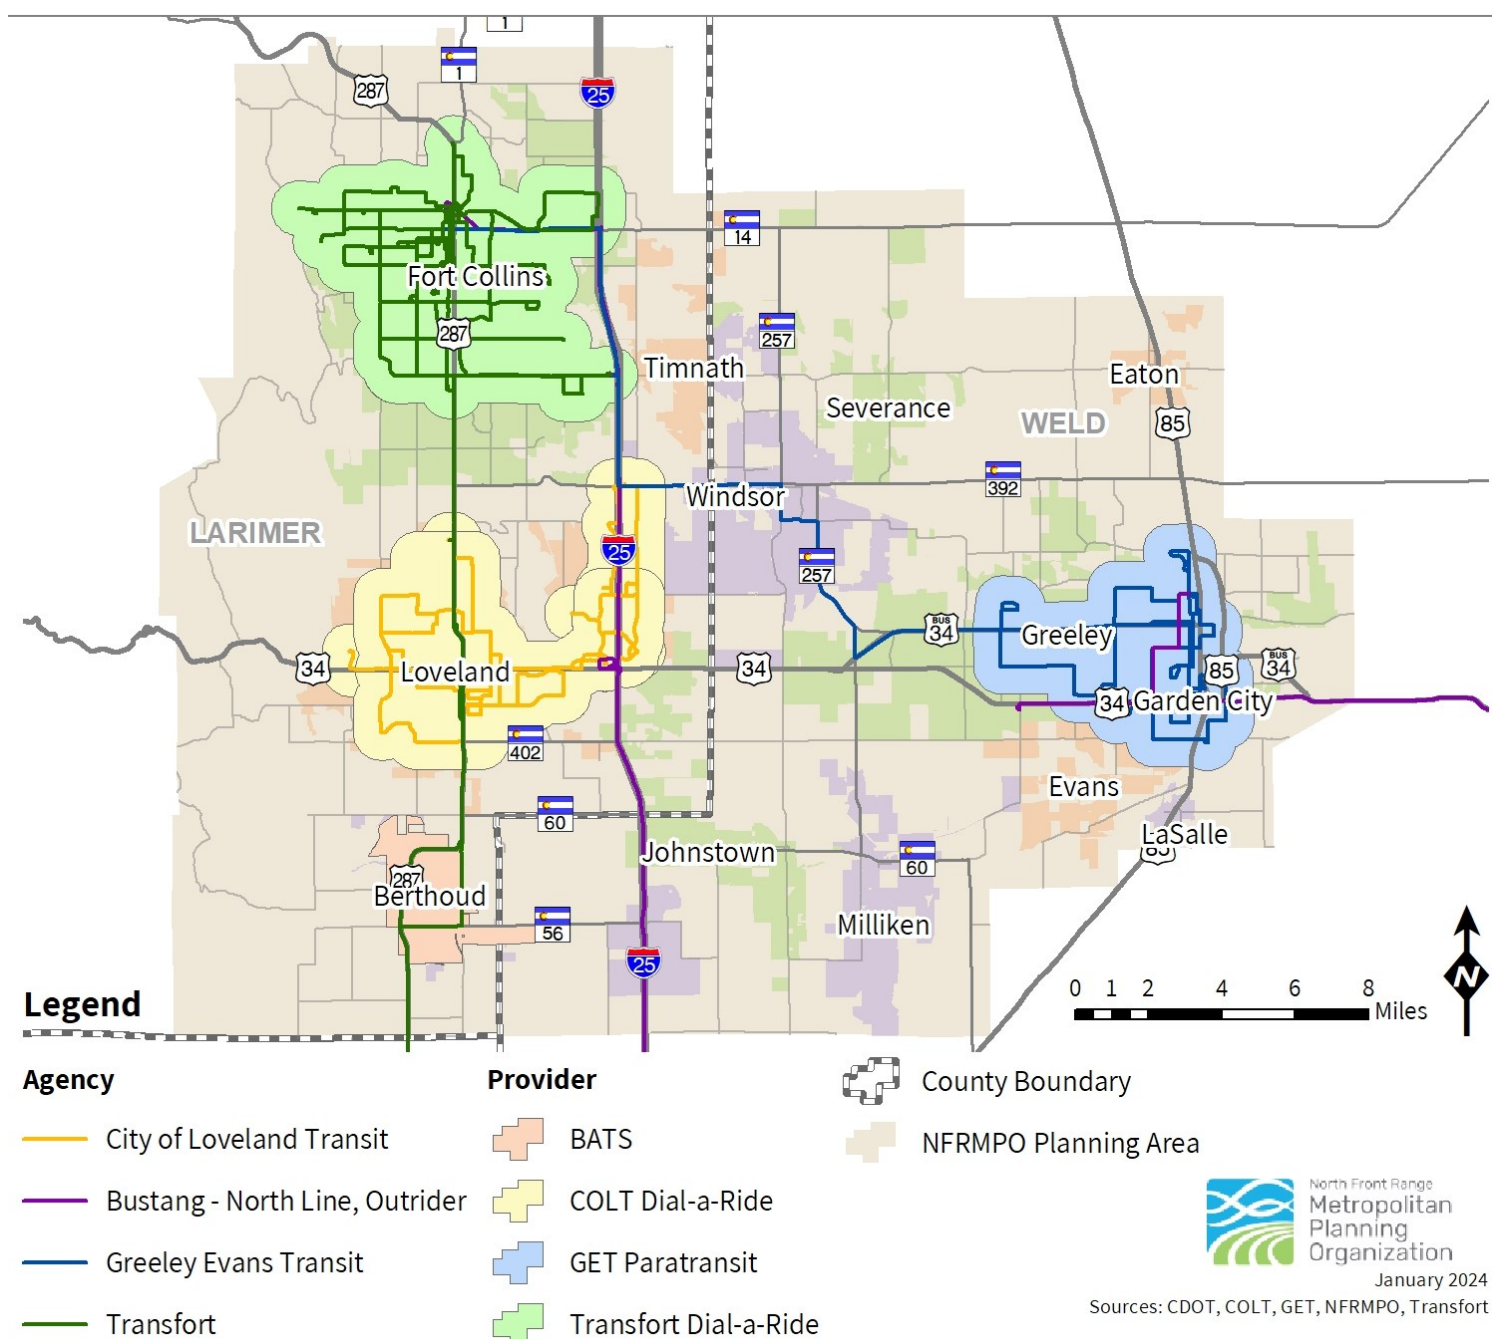 1
287
1
25
14
Fort Collins
287
257
Timnath
Eaton
Severance
WELD
85
392
Windsor
LARIMER
25
257
BUS
34
Greeley
34
Loveland
34
85
BUS
34
34
Garden City
402
Evans
60
LaSalle
85
Johnstown
60
287
Berthoud
56
Milliken
25
N
0 1 2 4 6 8
Miles
Legend
Agency
City of Loveland Transit
Bustang - North Line, Outrider
Greeley Evans Transit
Transfort
Provider
BATS
COLT Dial-a-Ride
GET Paratransit
Transfort Dial-a-Ride
County Boundary
NFRMPO Planning Area
North Front Range
Metropolitan
Planning
Organization
January 2024
Sources: CDOT, COLT, GET, NFRMPO, Transfort